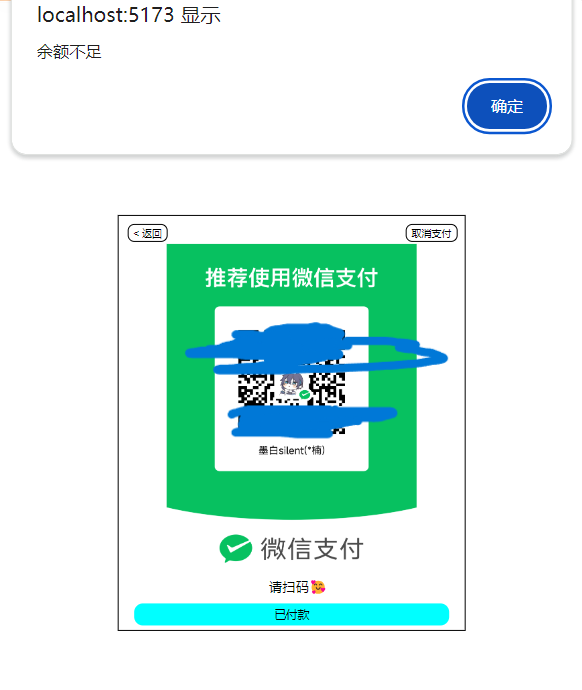 localhost:5173 显示
余额不足
确定
< 返回
取消支付
推荐使用微信支付
墨白silent(*楠)
微信支付
请扫码🥰
已付款